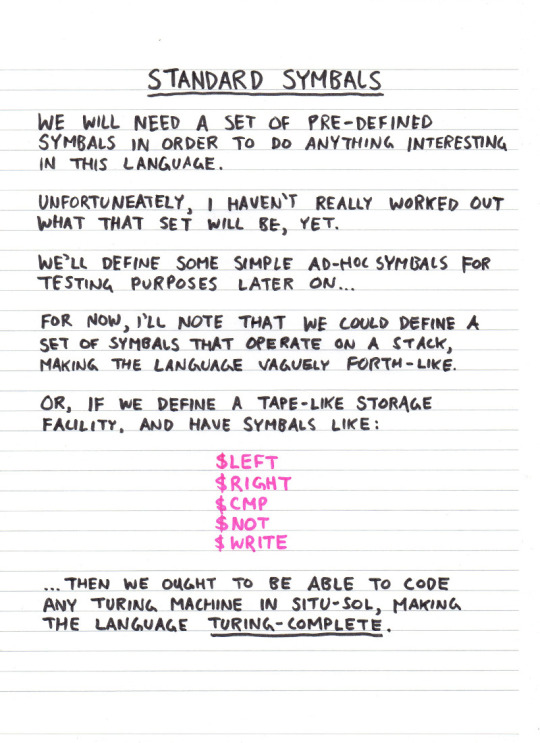 STANDARD SYMBALS
WE WILL NEED A SET OF PRE-DEFINED
SYMBALS IN ORDER TO DO ANYTHING INTERESTING
IN THIS LANGUAGE.
UNFORTUNEATELY, I HAVEN'T REALLY WORKED OUT
WHAT THAT SET WILL BE, YET.
WE'LL DEFINE SOME SIMPLE AD-HOC SYMBALS FOR
TESTING PURPOSES LATER ON...
FOR NOW, I'LL NOTE THAT WE COULD DEFINE A
SET OF SYMBALS THAT OPERATE ON A STACK,
MAKING THE LANGUAGE VAGUELY FORTH-LIKE.
OR, IF WE DEFINE A TAPE-LIKE STORAGE
FACILITY, AND HAVE SYMBALS LIKE:
$LEFT
$RIGHT
$CMP
$NOT
$WRITE
...THEN WE OUGHT TO BE ABLE TO CODE
ANY TURING MACHINE IN SITU-SOL, MAKING
THE LANGUAGE TURING-COMPLETE.